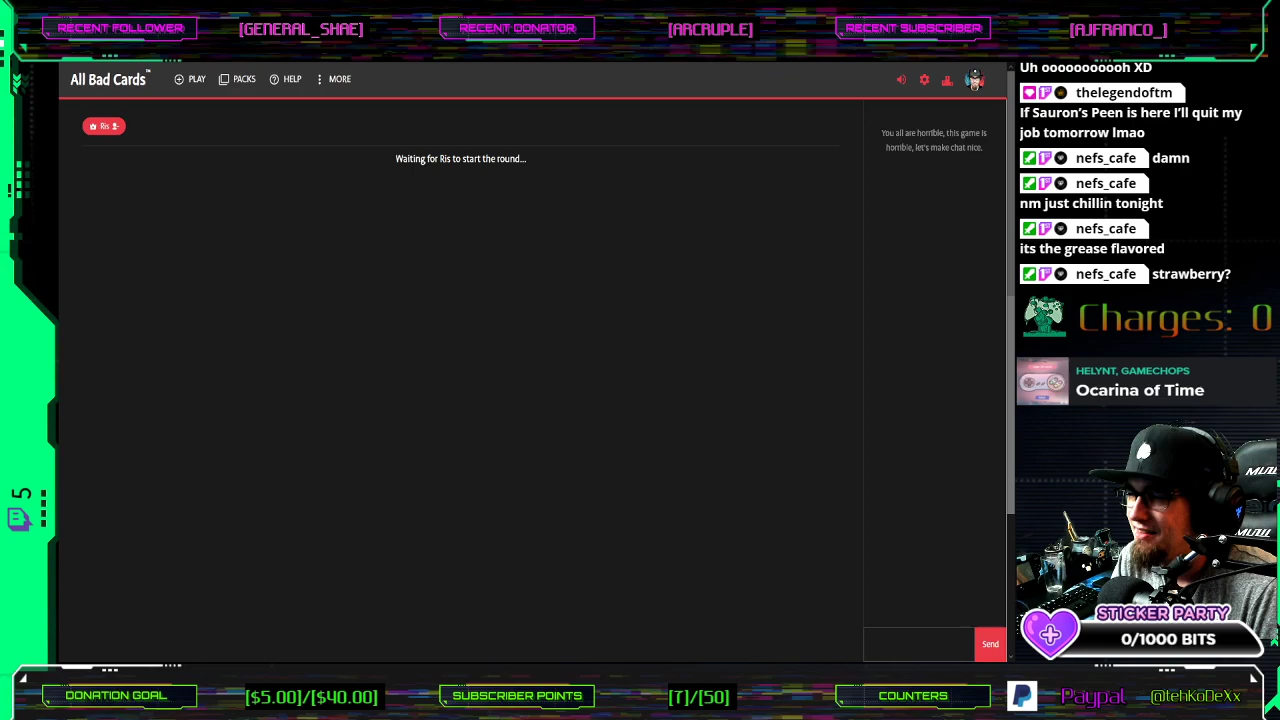 RECENT FOLLOWER
[GENERAL_SHAE]
RECENT DONATOR
[ARCRUPLE]
RECENT SUBSCRIBER
[AJFRANCO_]
All Bad Cards™
PLAY
PACKS
HELP
MORE
Ris
Waiting for Ris to start the round...
You all are horrible, this game is
horrible, let's make chat nice.
Send
Uh oooooooooh XD
thelegendoftm
If Sauron's Peen is here I'll quit my
job tomorrow lmao
nefs_cafe damn
nefs_cafe
nm just chillin tonight
nefs_cafe
its the grease flavored
nefs_cafe strawberry?
Charges: 0
HELYNT, GAMECHOPS
Ocarina of Time
5
STICKER PARTY
0/1000 BITS
DONATION GOAL
[$5.00]/[$40.00]
SUBSCRIBER POINTS
[7]/[50]
COUNTERS
Paypal
@tehKoDeXx